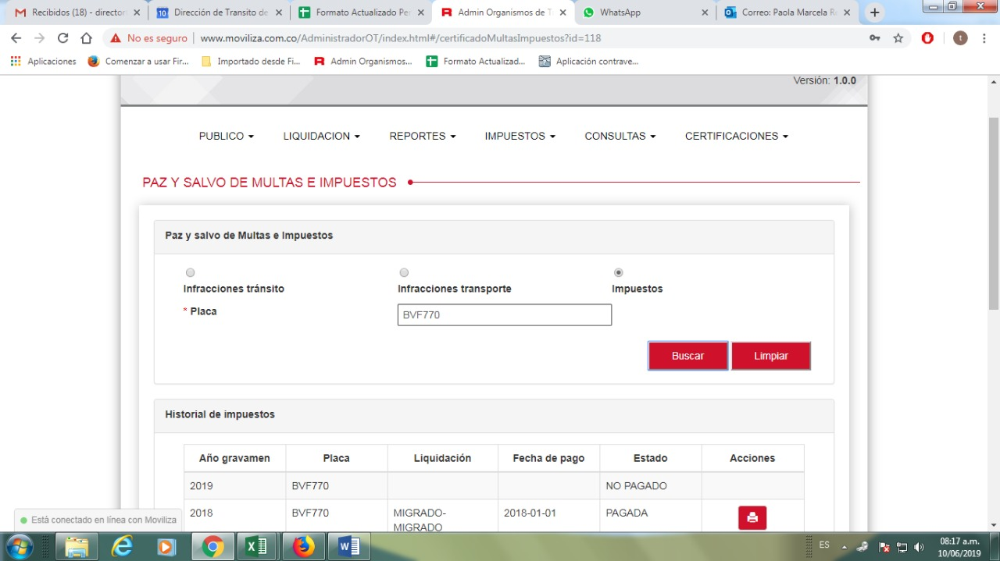 Recibidos (18) - director
Dirección de Transito de
Formato Actualizado Per
Admin Organismos de T
WhatsApp
Correo: Paola Marcela R
No es seguro | www.moviliza.com.co/AdministradorOT/index.html#/certificadoMultasImpuestos?id=118
Aplicaciones
Comenzar a usar Fir...
Importado desde Fi...
Admin Organismos...
Formato Actualizad...
Aplicación contrave...
Versión: 1.0.0
PUBLICO
LIQUIDACION
REPORTES
IMPUESTOS
CONSULTAS
CERTIFICACIONES
PAZ Y SALVO DE MULTAS E IMPUESTOS
Paz y salvo de Multas e Impuestos
Infracciones tránsito
Infracciones transporte
Impuestos
* Placa
BVF770
Buscar
Limpiar
Historial de impuestos
Año gravamen Placa Liquidación Fecha de pago Estado Acciones
2019 BVF770 NO PAGADO
2018 BVF770 MIGRADO- 2018-01-01 PAGADA
MIGRADO
Está conectado en línea con Moviliza
ES
08:17 a.m.
10/06/2019